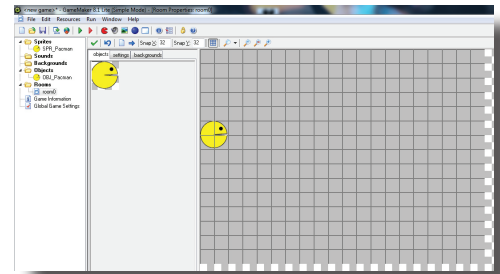 <new game>* - GameMaker 8.1 Lite (Simple Mode) - [Room Properties: room0]
File Edit Resources Run Window Help
Sprites
SPR_Pacman
Sounds
Backgrounds
Objects
OBJ_Pacman
Rooms
room0
Game Information
Global Game Settings
Snap X: 32 Snap Y: 32
objects settings backgrounds